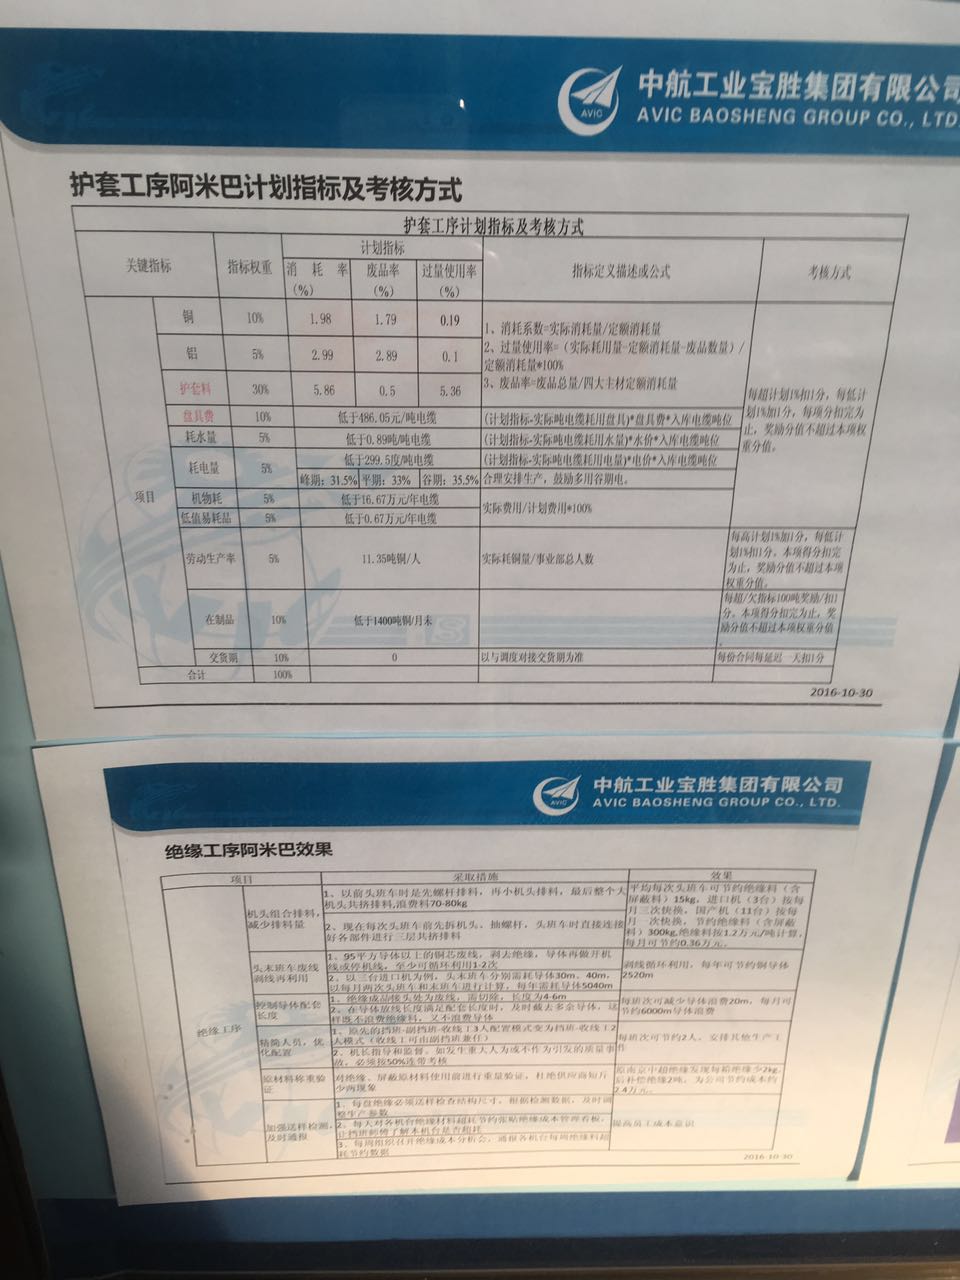 中航工业宝胜集团有限公司
AVIC
AVIC BAOSHENG GROUP CO., LTD.
护套工序阿米巴计划指标及考核方式
护套工序计划指标及考核方式
关键指标 指标权重 计划指标 指标定义描述或公式 考核方式
消耗率(%) 废品率(%) 过量使用率(%)
项目
铜 10% 1.98 1.79 0.19
铝 5% 2.99 2.89 0.1
护套料 30% 5.86 0.5 5.36
1、消耗系数=实际消耗量/定额消耗量
2、过量使用率=(实际耗用量-定额消耗量-废品数量)/
定额消耗量*100%
3、废品率=废品总量/四大主材定额消耗量
盘具费 10% 低于486.05元/吨电缆 (计划指标-实际吨电缆耗用盘具)*盘具费*入库电缆吨位
耗水量 5% 低于0.89吨/吨电缆 (计划指标-实际吨电缆耗用水量)*水价*入库电缆吨位
耗电量 5% 低于299.5度/吨电缆 (计划指标-实际吨电缆耗用电量)*电价*入库电缆吨位
峰期：31.5% 平期：33% 谷期：35.5% 合理安排生产，鼓励多用谷期电。
机物耗 5% 低于16.67万元/年电缆 实际费用/计划费用*100%
低值易耗品 5% 低于0.67万元/年电缆
每超计划1%扣1分，每低计
划1%加1分，每项分扣完为
止，奖励分值不超过本项权
重分值。
劳动生产率 5% 11.35吨铜/人 实际耗铜量/事业部总人数
每高计划1%加1分，每低计
划1%扣1分。本项得分扣完
为止，奖励分值不超过本项
权重分值。
在制品 10% 低于1400吨铜/月末
每超/欠指标100吨奖励/扣1
分。本项得分扣完为止，奖
励分值不超过本项权重分值
。
交货期 10% 0 以与调度对接交货期为准 每份合同每延迟一天扣1分
合计 100%
2016-10-30
中航工业宝胜集团有限公司
AVIC
AVIC BAOSHENG GROUP CO., LTD.
绝缘工序阿米巴效果
项目 采取措施 效果
绝缘工序
机头组合排料，
减少排料量
1、以前头班车时是先螺杆排料，再小机头排料，最后整个大
机头共挤排料,浪费料70-80kg
2、现在每次头班车前先拆机头、抽螺杆，头班车时直接连接
好各部件进行三层共挤排料
平均每次头班车可节约绝缘料（含
屏蔽料）15kg，进口机（3台）按每
月三次快换，国产机（11台）按每
月一次快换，节约绝缘料（含屏蔽
料）300kg,绝缘料按1.2万元/吨计算，
每月可节约0.36万元。
头末班车废线
剥线再利用
1、95平方导体以上的铜芯废线，剥去绝缘，导体再做开机
线或停机线，至少可循环利用1-2次
2、以三台进口机为例，头末班车分别需耗导体30m、40m，
以每月两次头班车和末班车进行计算，每年需耗导体5040m
剥线循环利用，每年可节约铜导体
2520m
控制导体配套
长度
1、绝缘成品接头处为废线，需切除，长度为4-6m
2、在导体放线长度满足配套长度时，及时截去多余导体，这
样既不浪费绝缘料，又不浪费导体
每班次可减少导体浪费20m，每月可
节约6000m导体浪费
精简人员，优
化配置
1、原先的挡班-副挡班-收线工3人配置模式变为挡班-收线工2
人模式（收线工可由副挡班兼任）
2、机长指导和监督。如发生重大人为或不作为引发的质量事
故，必须按50%连带考核
每班次可节约2人，安排其他生产工
作
原材料称重验
证
对绝缘、屏蔽原材料使用前进行重量验证，杜绝供应商短斤
少两现象
原南京中超绝缘发现每箱绝缘少2kg，
后补偿绝缘2吨，为公司节约成本约
2.4万元。
加强送样检测，
及时通报
1、每盘绝缘必须送样检查结构尺寸，根据检测数据，及时调
整生产参数
2、每天对各机台绝缘材料超耗节约张贴绝缘成本管理看板，
让挡班师傅了解本机台是否超耗
3、每周组织召开绝缘成本分析会，通报各机台每周绝缘料超
耗节约数据
提高员工成本意识
2016-10-30